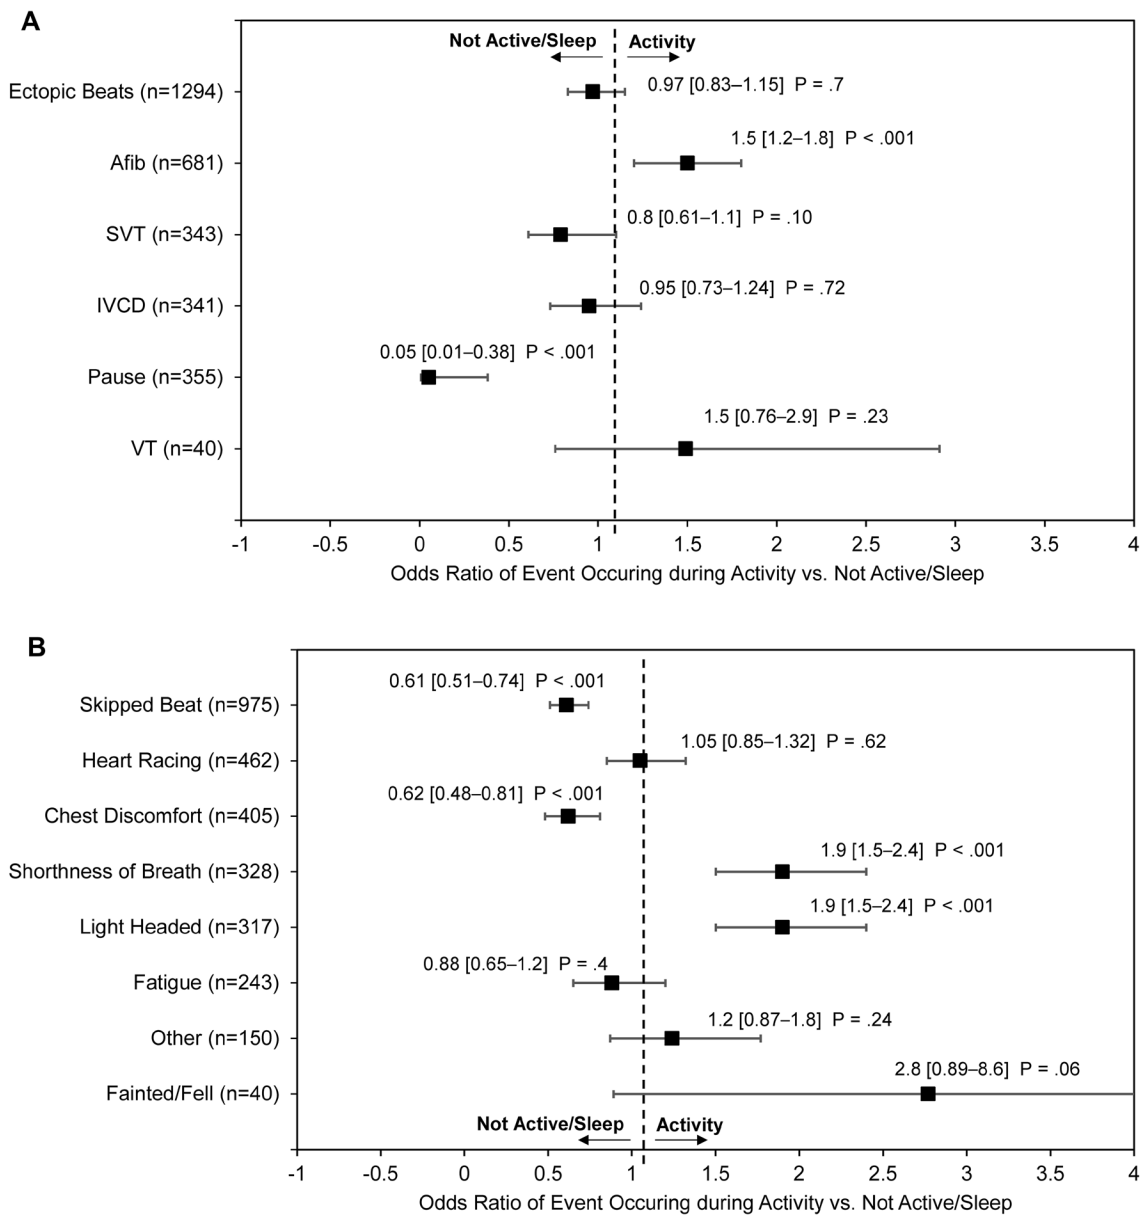 A
Not Active/Sleep Activity
Ectopic Beats (n=1294) 0.97 [0.83–1.15] P = .7
Afib (n=681) 1.5 [1.2–1.8] P < .001
SVT (n=343) 0.8 [0.61–1.1] P = .10
IVCD (n=341) 0.95 [0.73–1.24] P = .72
Pause (n=355) 0.05 [0.01–0.38] P < .001
VT (n=40) 1.5 [0.76–2.9] P = .23
-1 -0.5 0 0.5 1 1.5 2 2.5 3 3.5 4
Odds Ratio of Event Occuring during Activity vs. Not Active/Sleep
B
Skipped Beat (n=975) 0.61 [0.51–0.74] P < .001
Heart Racing (n=462) 1.05 [0.85–1.32] P = .62
Chest Discomfort (n=405) 0.62 [0.48–0.81] P < .001
Shorthness of Breath (n=328) 1.9 [1.5–2.4] P < .001
Light Headed (n=317) 1.9 [1.5–2.4] P < .001
Fatigue (n=243) 0.88 [0.65–1.2] P = .4
Other (n=150) 1.2 [0.87–1.8] P = .24
Fainted/Fell (n=40) 2.8 [0.89–8.6] P = .06
Not Active/Sleep Activity
-1 -0.5 0 0.5 1 1.5 2 2.5 3 3.5 4
Odds Ratio of Event Occuring during Activity vs. Not Active/Sleep